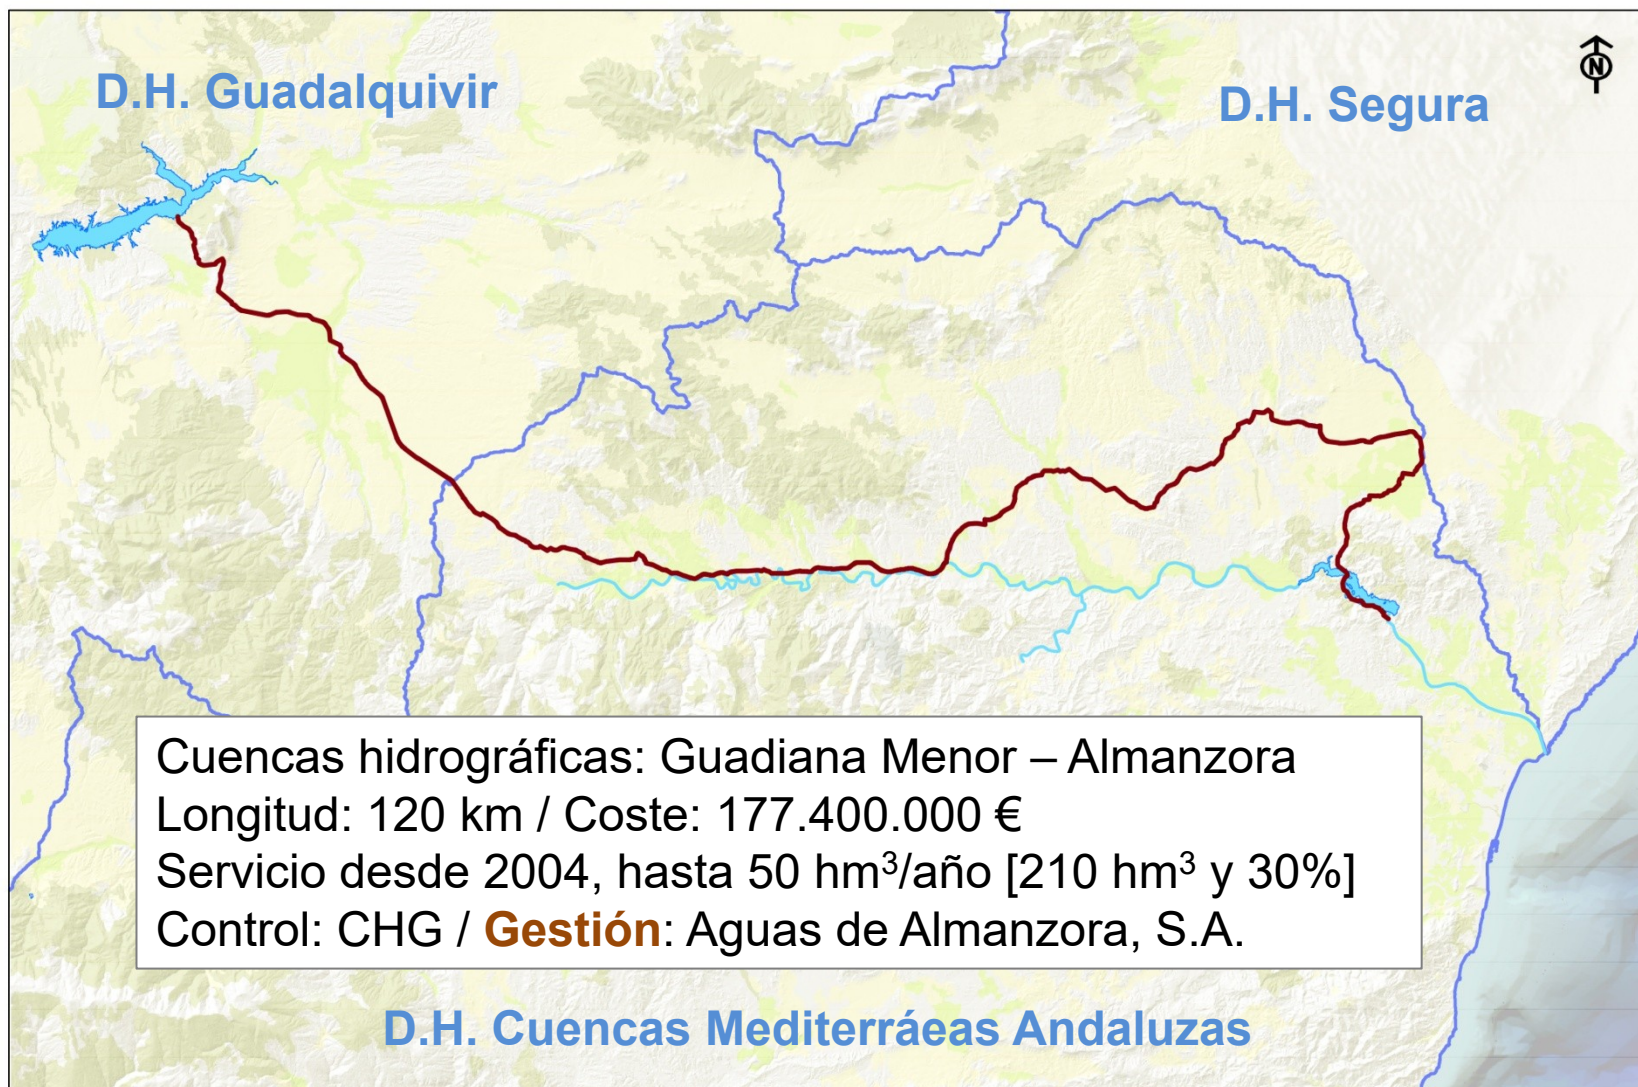 D.H. Guadalquivir
D.H. Segura
N
Cuencas hidrográficas: Guadiana Menor – Almanzora
Longitud: 120 km / Coste: 177.400.000 €
Servicio desde 2004, hasta 50 hm³/año [210 hm³ y 30%]
Control: CHG / Gestión: Aguas de Almanzora, S.A.
D.H. Cuencas Mediterráeas Andaluzas